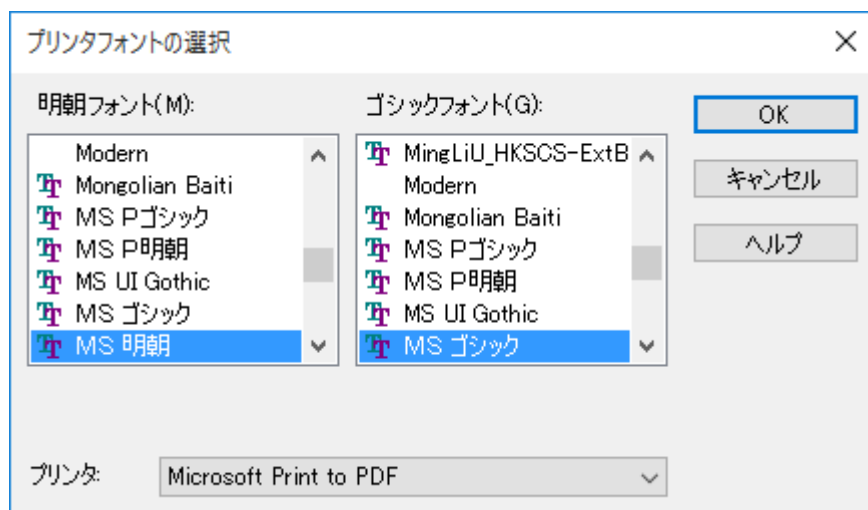 プリンタフォントの選択
明朝フォント(M):
Modern
Mongolian Baiti
MS Pゴシック
MS P明朝
MS UI Gothic
MS ゴシック
MS 明朝
ゴシックフォント(G):
MingLiU_HKSCS-ExtB
Modern
Mongolian Baiti
MS Pゴシック
MS P明朝
MS UI Gothic
MS ゴシック
OK
キャンセル
ヘルプ
プリンタ:
Microsoft Print to PDF